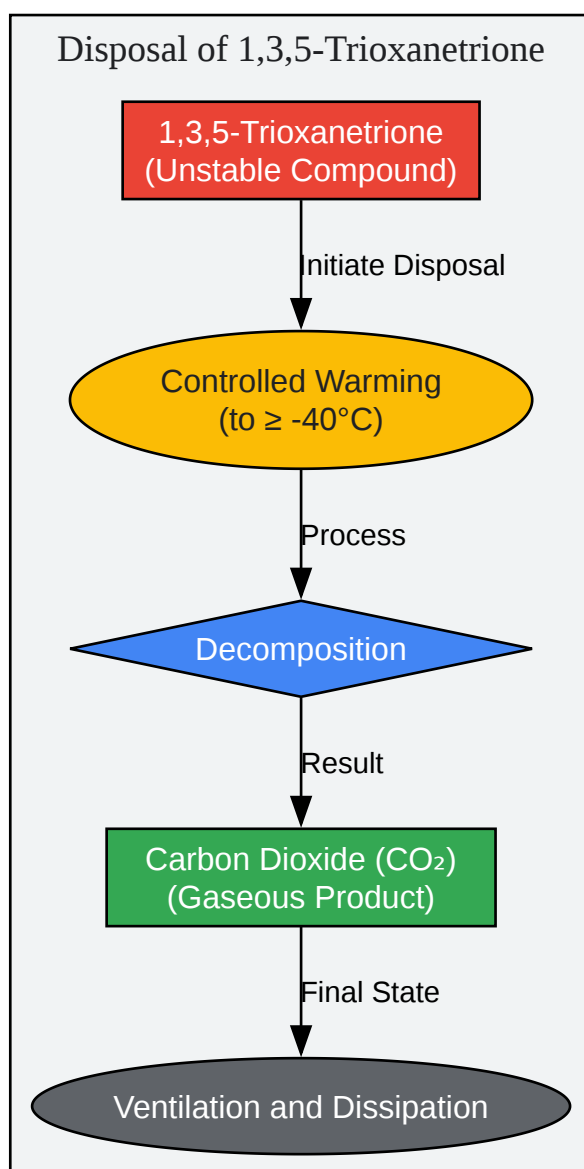 Disposal of 1,3,5-Trioxanetrione
1,3,5-Trioxanetrione
(Unstable Compound)
Initiate Disposal
Controlled Warming
(to ≥ -40°C)
Process
Decomposition
Result
Carbon Dioxide (CO₂)
(Gaseous Product)
Final State
Ventilation and Dissipation